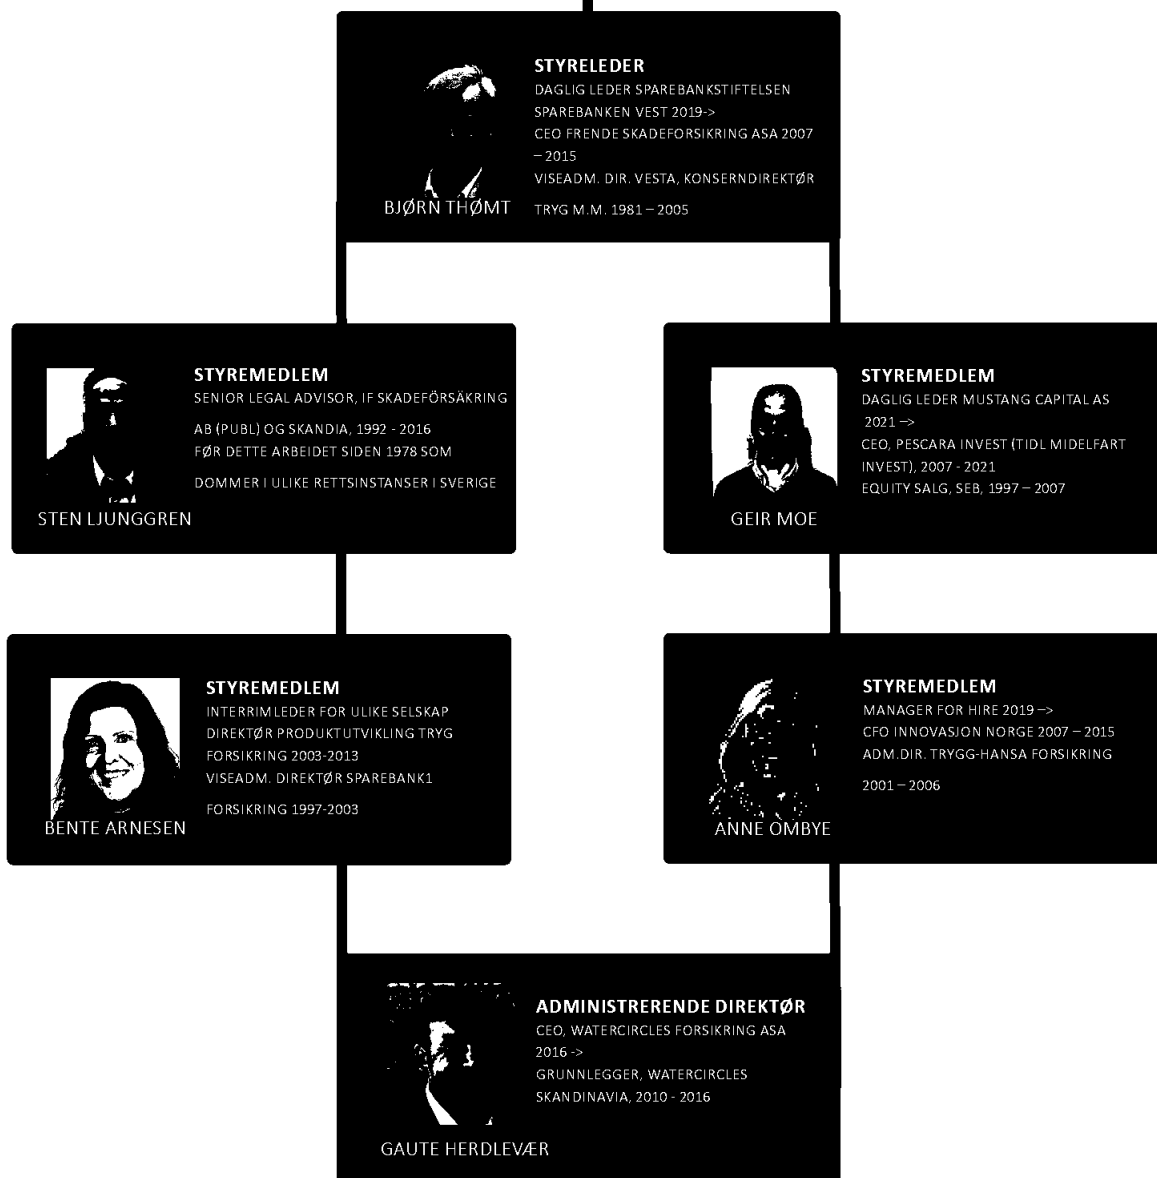 STYRELEDER
DAGLIG LEDER SPAREBANKSTIFTELSEN
SPAREBANKEN VEST 2019->
CEO FRENDE SKADEFORSIKRING ASA 2007
– 2015
VISEADM. DIR. VESTA, KONSERNDIREKTØR
TRYG M.M. 1981 – 2005
BJØRN THØMT
STYREMEDLEM
SENIOR LEGAL ADVISOR, IF SKADEFÖRSÄKRING
AB (PUBL) OG SKANDIA, 1992 - 2016
FØR DETTE ARBEIDET SIDEN 1978 SOM
DOMMER I ULIKE RETTSINSTANSER I SVERIGE
STEN LJUNGGREN
STYREMEDLEM
DAGLIG LEDER MUSTANG CAPITAL AS
2021 –>
CEO, PESCARA INVEST (TIDL MIDELFART
INVEST), 2007 - 2021
EQUITY SALG, SEB, 1997 – 2007
GEIR MOE
STYREMEDLEM
INTERRIMLEDER FOR ULIKE SELSKAP
DIREKTØR PRODUKTUTVIKLING TRYG
FORSIKRING 2003-2013
VISEADM. DIREKTØR SPAREBANK1
FORSIKRING 1997-2003
BENTE ARNESEN
STYREMEDLEM
MANAGER FOR HIRE 2019 –>
CFO INNOVASJON NORGE 2007 – 2015
ADM.DIR. TRYGG-HANSA FORSIKRING
2001 – 2006
ANNE OMBYE
ADMINISTRERENDE DIREKTØR
CEO, WATERCIRCLES FORSIKRING ASA
2016 ->
GRUNNLEGGER, WATERCIRCLES
SKANDINAVIA, 2010 - 2016
GAUTE HERDLEVÆR